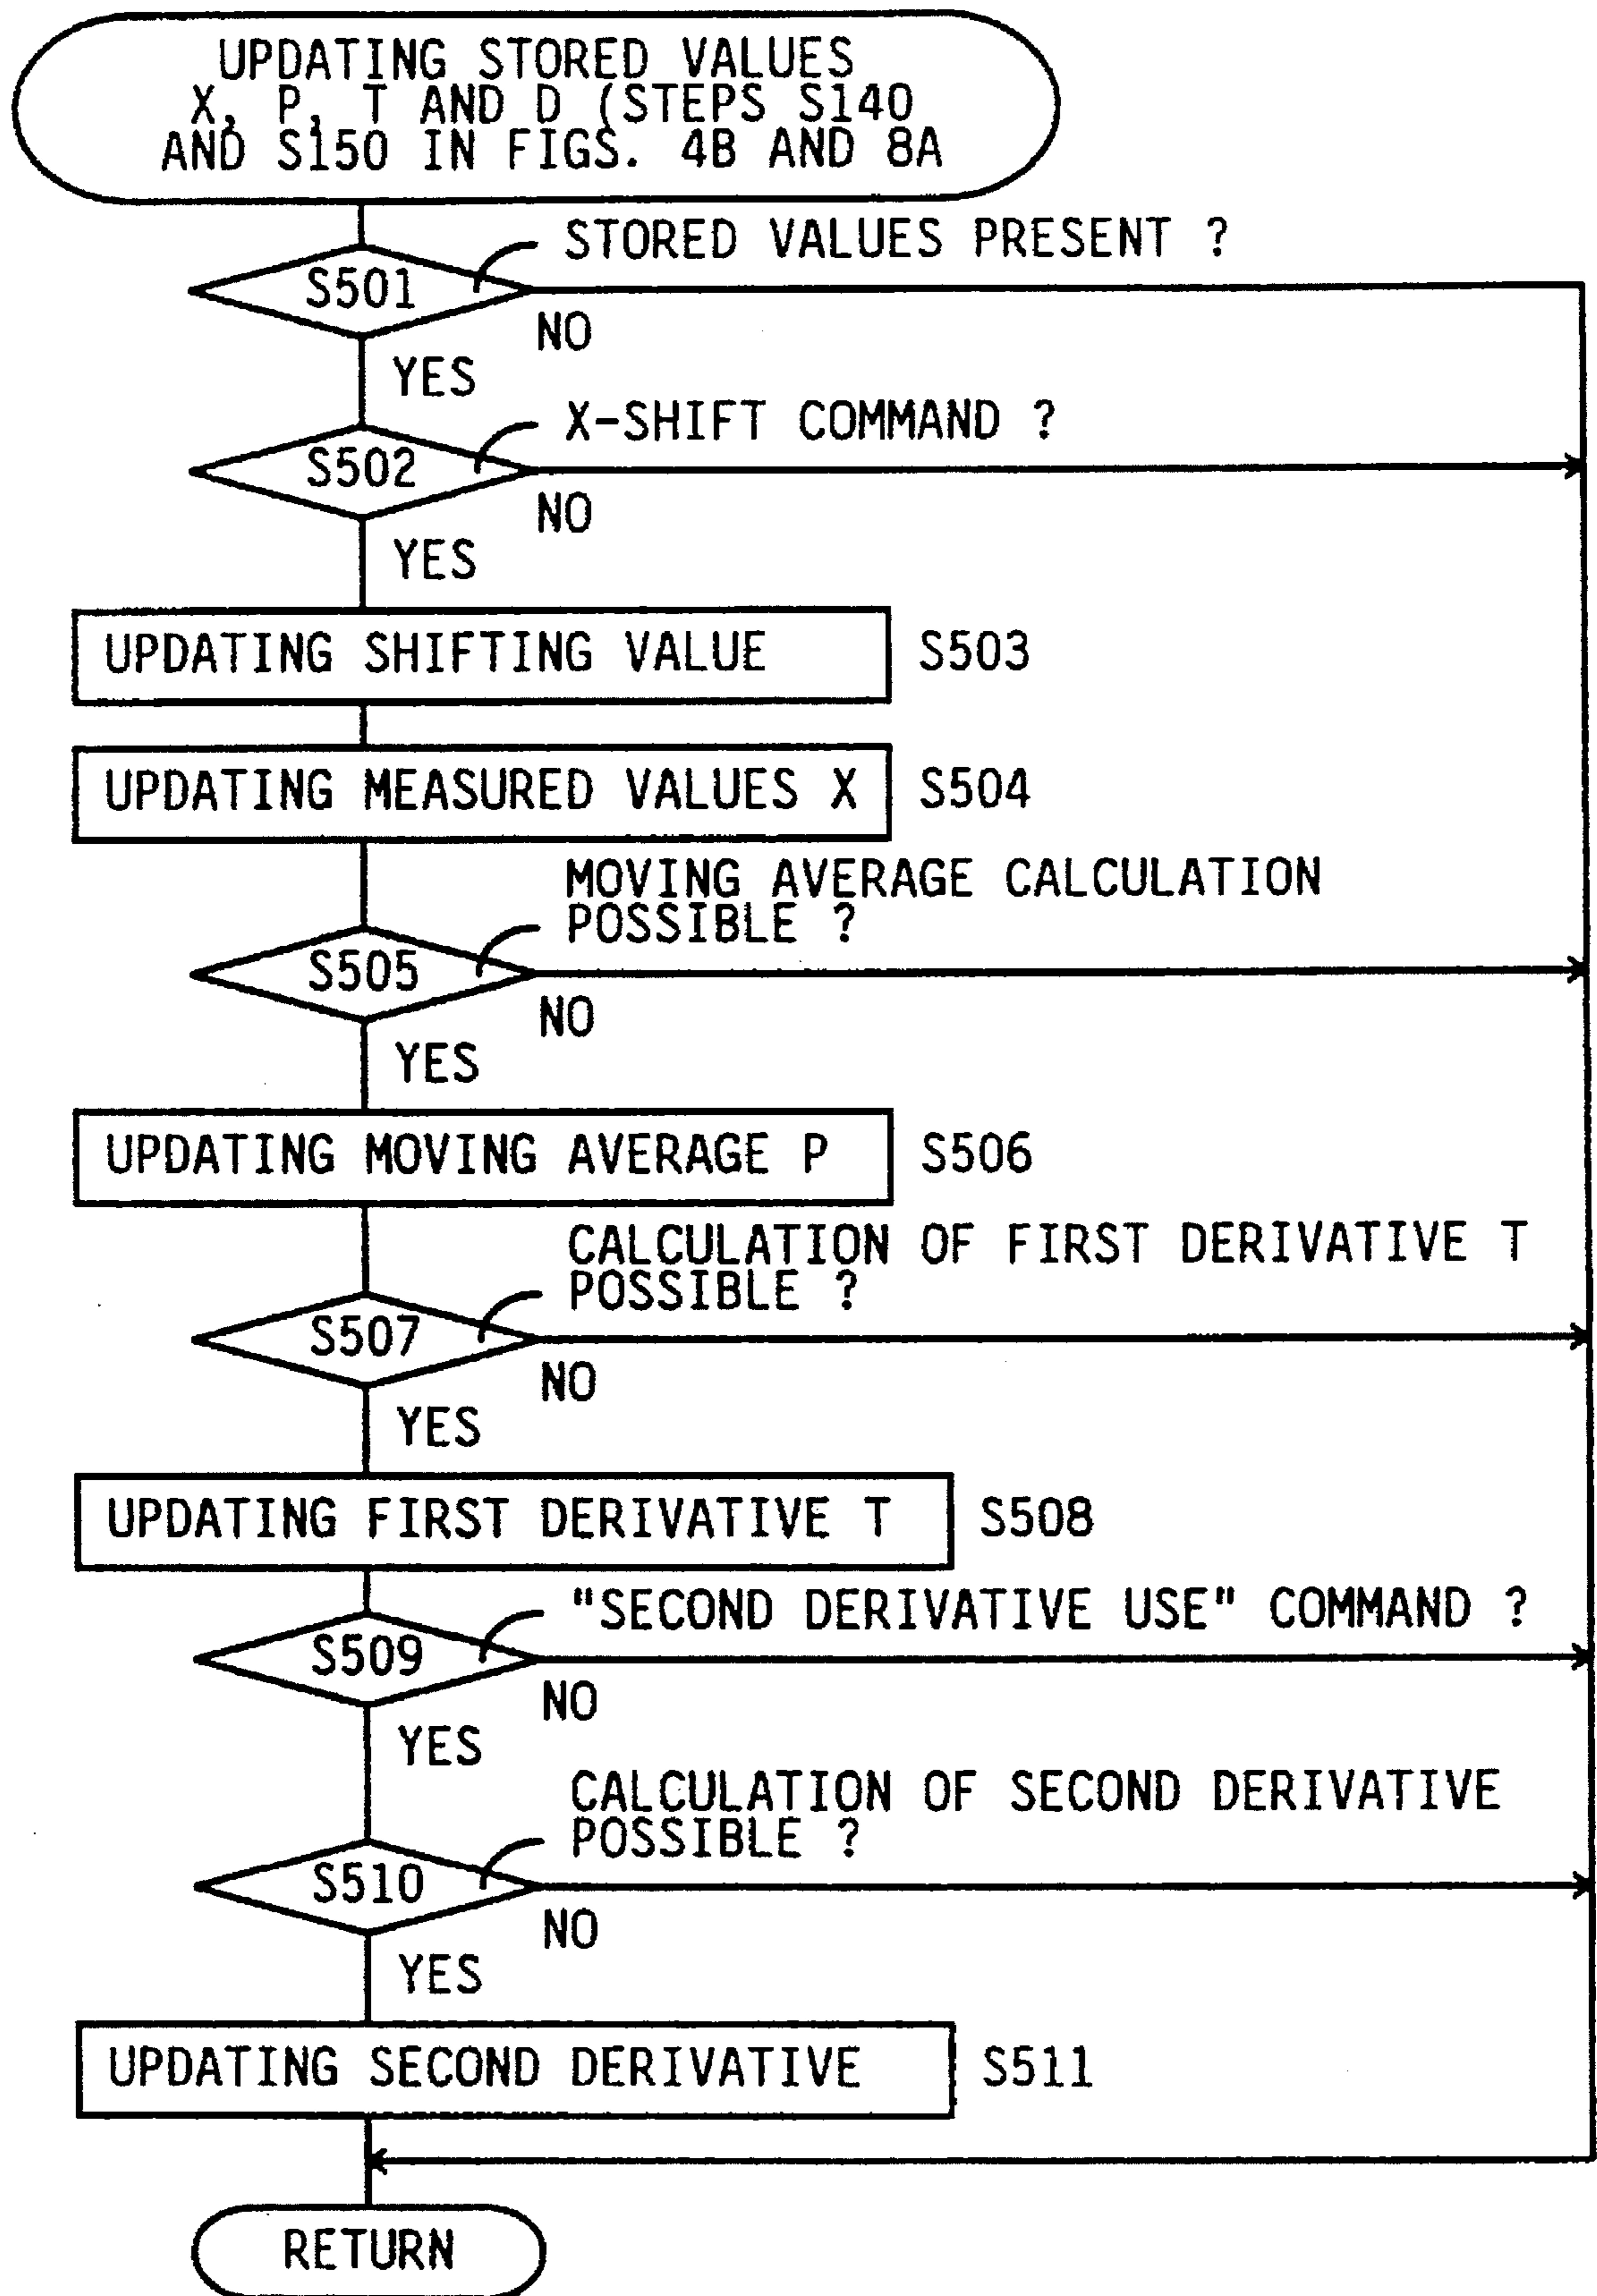 UPDATING STORED VALUES
X, P, T AND D (STEPS S140
AND S150 IN FIGS. 4B AND 8A
STORED VALUES PRESENT ?
S501
NO
YES
X-SHIFT COMMAND ?
S502
NO
YES
UPDATING SHIFTING VALUE
S503
UPDATING MEASURED VALUES X
S504
MOVING AVERAGE CALCULATION
POSSIBLE ?
S505
NO
YES
UPDATING MOVING AVERAGE P
S506
CALCULATION OF FIRST DERIVATIVE T
POSSIBLE ?
S507
NO
YES
UPDATING FIRST DERIVATIVE T
S508
"SECOND DERIVATIVE USE" COMMAND ?
S509
NO
YES
CALCULATION OF SECOND DERIVATIVE
POSSIBLE ?
S510
NO
YES
UPDATING SECOND DERIVATIVE
S511
RETURN